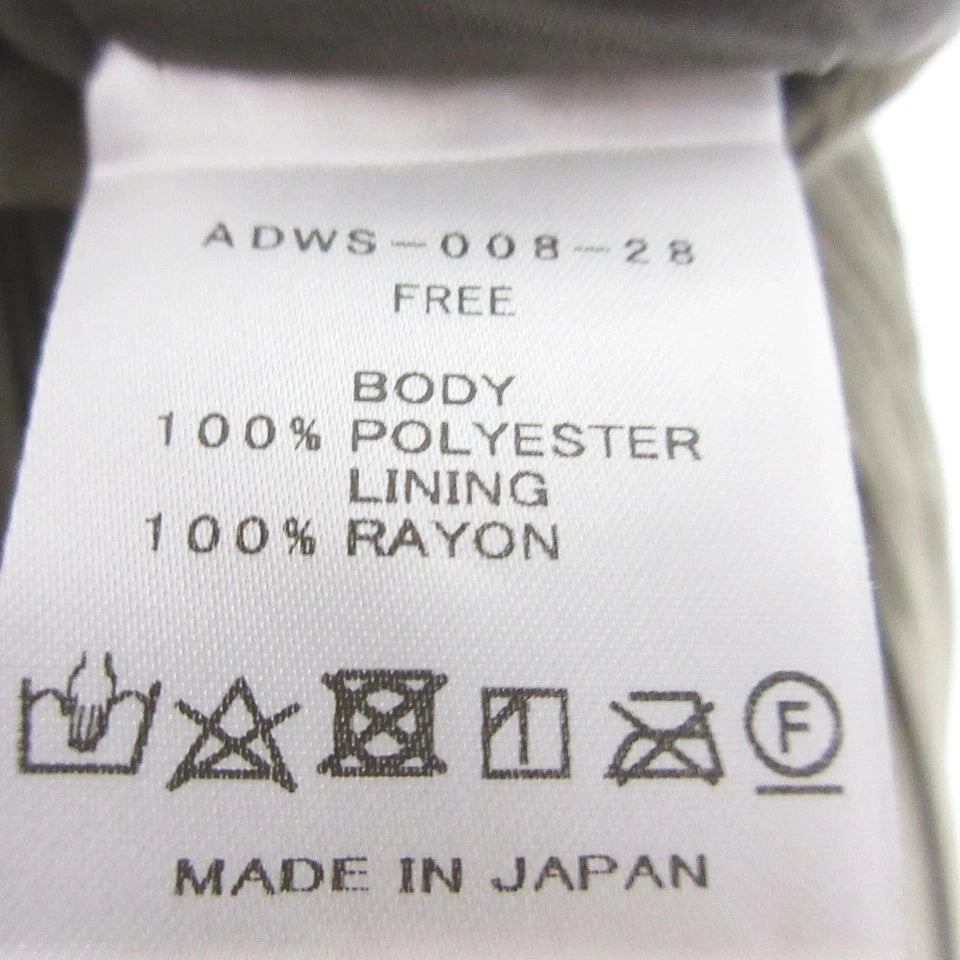 ADWS-008-28
FREE
BODY
100% POLYESTER
LINING
100% RAYON
F
MADE IN JAPAN